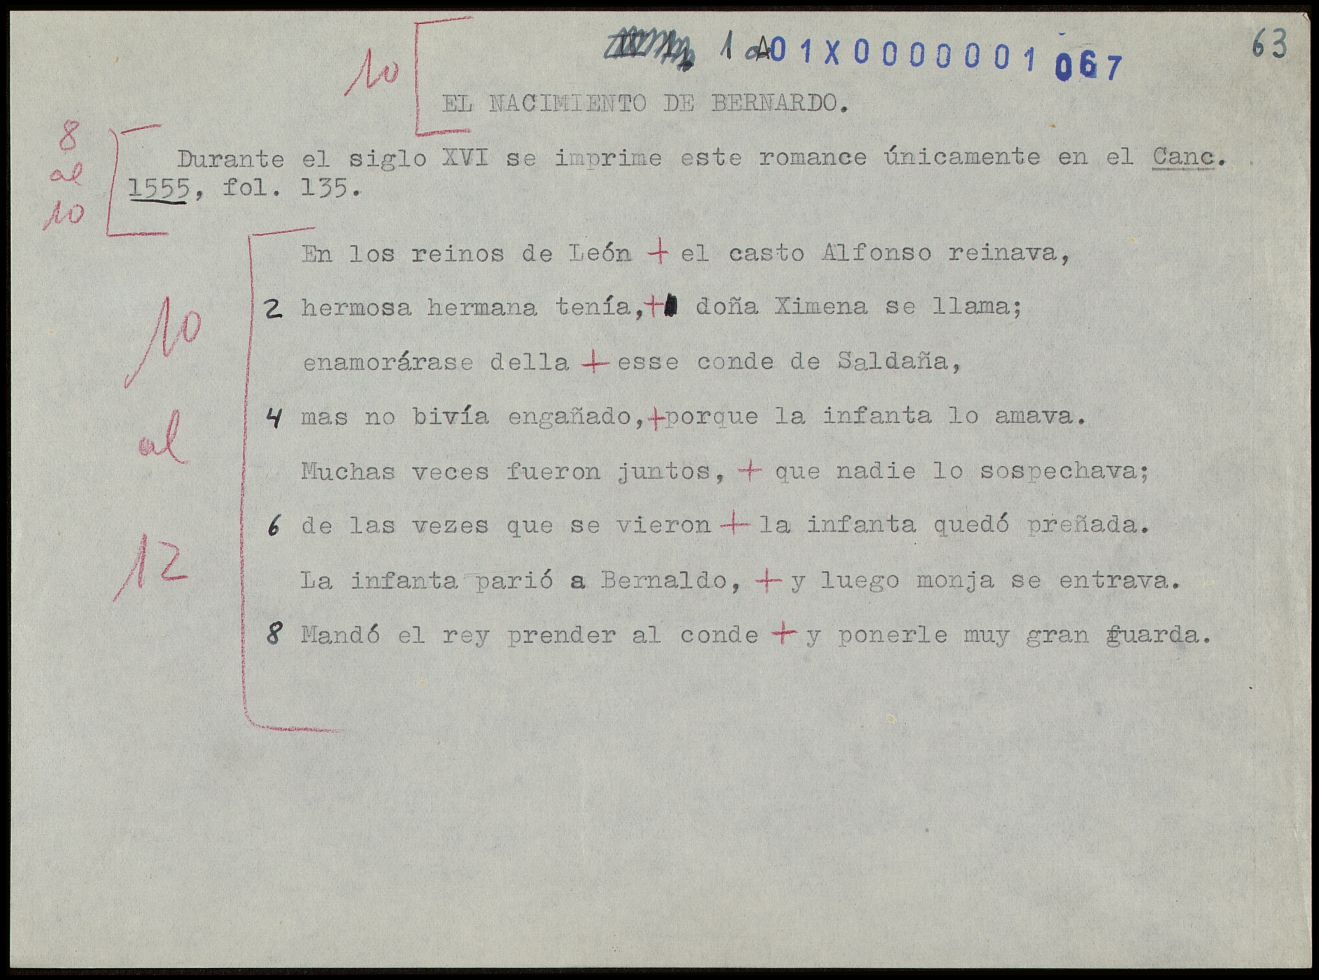 1a 01X0000001067
63
10
EL NACIMIENTO DE BERNARDO.
8
al
10
Durante el siglo XVI se imprime este romance únicamente en el Canc.
1555, fol. 135.
10
al
12
En los reinos de León + el casto Alfonso reinava,
2 hermosa hermana tenía,+ doña Ximena se llama;
enamorárase della + esse conde de Saldaña,
4 mas no bivía engañado,+porque la infanta lo amava.
Muchas veces fueron juntos, + que nadie lo sospechava;
6 de las vezes que se vieron + la infanta quedó preñada.
La infanta parió a Bernaldo, + y luego monja se entrava.
8 Mandó el rey prender al conde + y ponerle muy gran guarda.